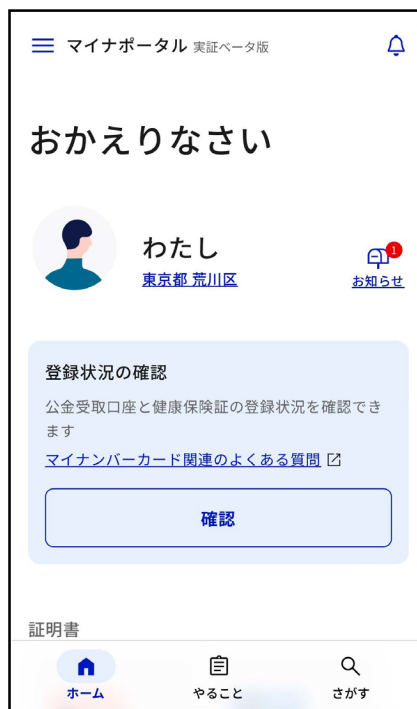 マイナポータル 実証ベータ版
おかえりなさい
わたし
東京都 荒川区
1
お知らせ
登録状況の確認
公金受取口座と健康保険証の登録状況を確認でき
ます
マイナンバーカード関連のよくある質問
確認
証明書
ホーム
やること
さがす